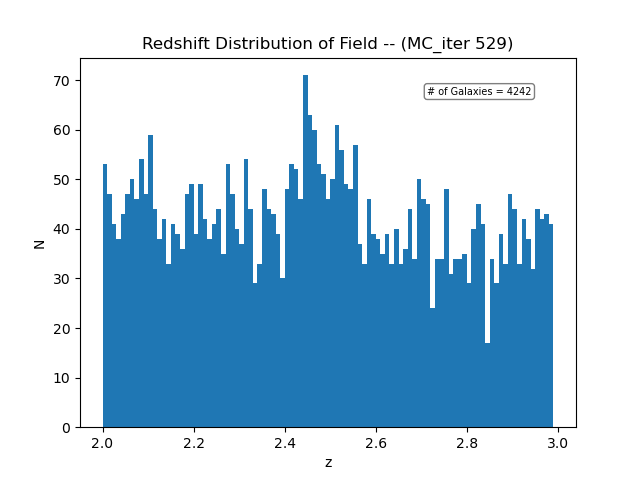 Redshift Distribution of Field -- (MC_iter 529)
# of Galaxies = 4242
70
60
50
40
30
20
10
0
N
2.0 2.2 2.4 2.6 2.8 3.0
z